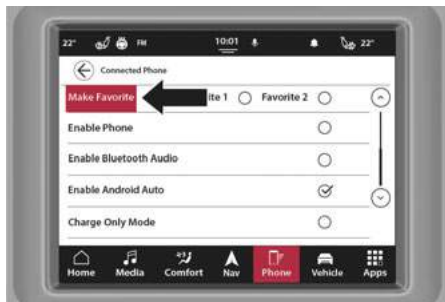 22° FM 10:01 22°
Connected Phone
Make Favorite ite 1 Favorite 2
Enable Phone
Enable Bluetooth Audio
Enable Android Auto
Charge Only Mode
Home Media Comfort Nav Phone Vehicle Apps